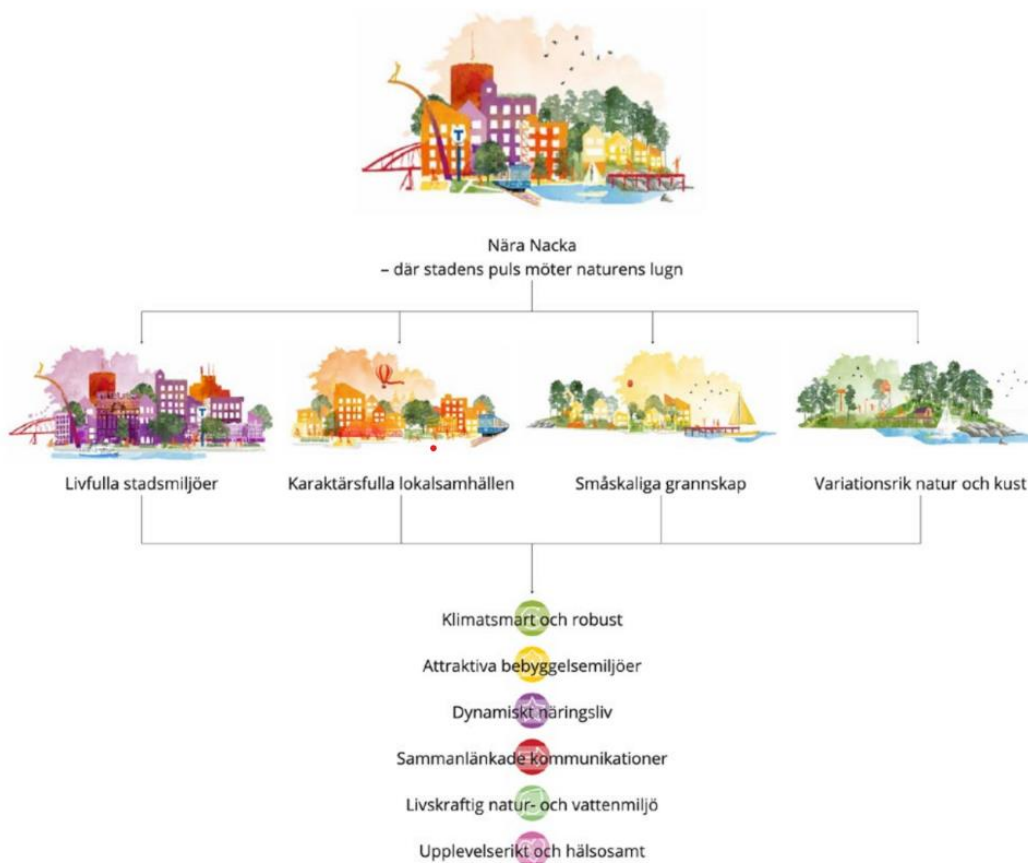 T
Nära Nacka
– där stadens puls möter naturens lugn
T
Livfulla stadsmiljöer
Karaktärsfulla lokalsamhällen
Småskaliga grannskap
Variationsrik natur och kust
Klimatsmart och robust
Attraktiva bebyggelsemiljöer
Dynamiskt näringsliv
Sammanlänkade kommunikationer
Livskraftig natur- och vattenmiljö
Upplevelserikt och hälsosamt